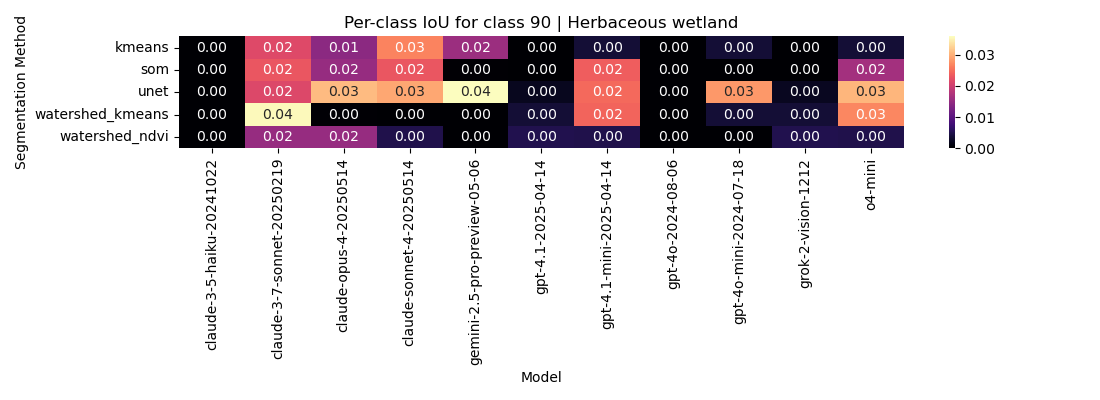 Per-class IoU for class 90 | Herbaceous wetland
Segmentation Method
kmeans 0.00 0.02 0.01 0.03 0.02 0.00 0.00 0.00 0.00 0.00 0.00
som 0.00 0.02 0.02 0.02 0.00 0.00 0.02 0.00 0.00 0.00 0.02
unet 0.00 0.02 0.03 0.03 0.04 0.00 0.02 0.00 0.03 0.00 0.03
watershed_kmeans 0.00 0.04 0.00 0.00 0.00 0.00 0.02 0.00 0.00 0.00 0.03
watershed_ndvi 0.00 0.02 0.02 0.00 0.00 0.00 0.00 0.00 0.00 0.00 0.00
0.03
0.02
0.01
0.00
claude-3-5-haiku-20241022
claude-3-7-sonnet-20250219
claude-opus-4-20250514
claude-sonnet-4-20250514
gemini-2.5-pro-preview-05-06
gpt-4.1-2025-04-14
gpt-4.1-mini-2025-04-14
gpt-4o-2024-08-06
gpt-4o-mini-2024-07-18
grok-2-vision-1212
o4-mini
Model